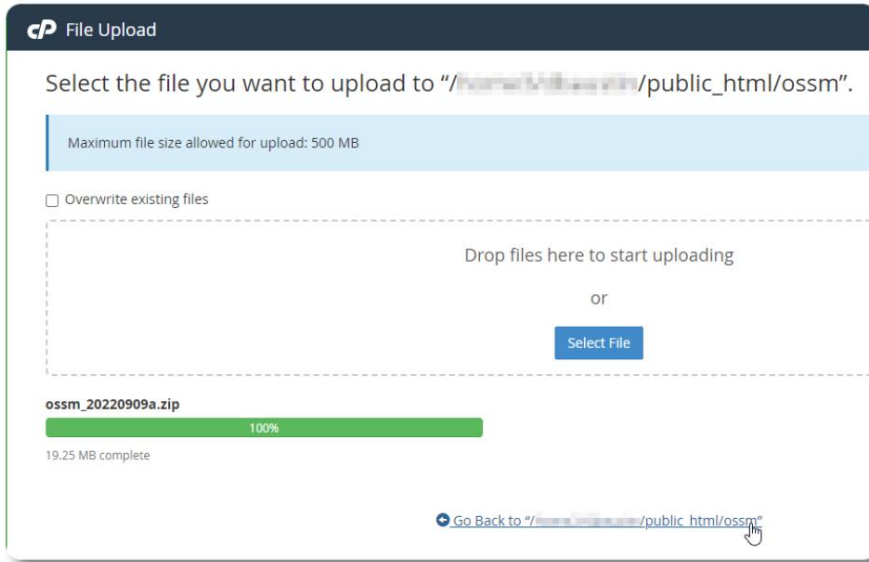 cP File Upload
Select the file you want to upload to “/ /public_html/ossm”.
Maximum file size allowed for upload: 500 MB
Overwrite existing files
Drop files here to start uploading
or
Select File
ossm_20220909a.zip
100%
19.25 MB complete
Go Back to “/ /public_html/ossm”